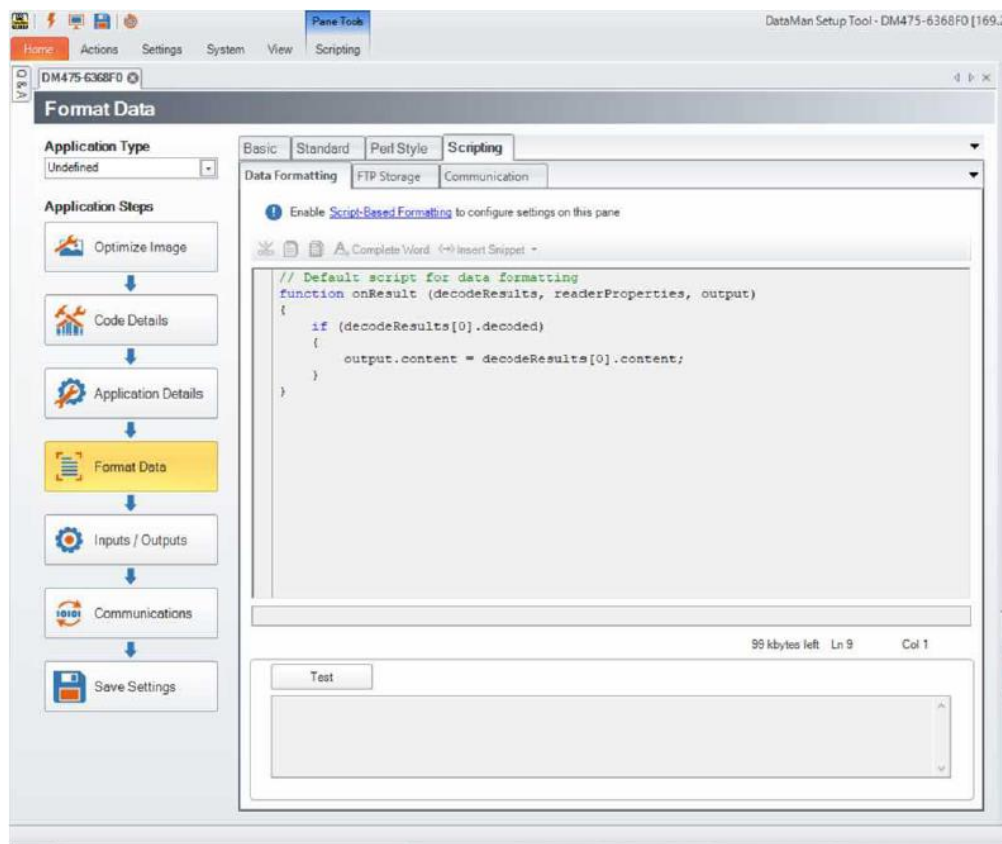 Pane Tools
DataMan Setup Tool - DM475-6368F0 [169.2
Home Actions Settings System View Scripting
Q & A
DM475-6368F0
Format Data
Application Type
Undefined
Application Steps
Optimize Image
Code Details
Application Details
Format Data
Inputs / Outputs
Communications
Save Settings
Basic Standard Perl Style Scripting
Data Formatting FTP Storage Communication
Enable Script-Based Formatting to configure settings on this pane
Complete Word Insert Snippet
// Default script for data formatting
function onResult (decodeResults, readerProperties, output)
{
    if (decodeResults[0].decoded)
    {
        output.content = decodeResults[0].content;
    }
}
99 kbytes left Ln 9 Col 1
Test